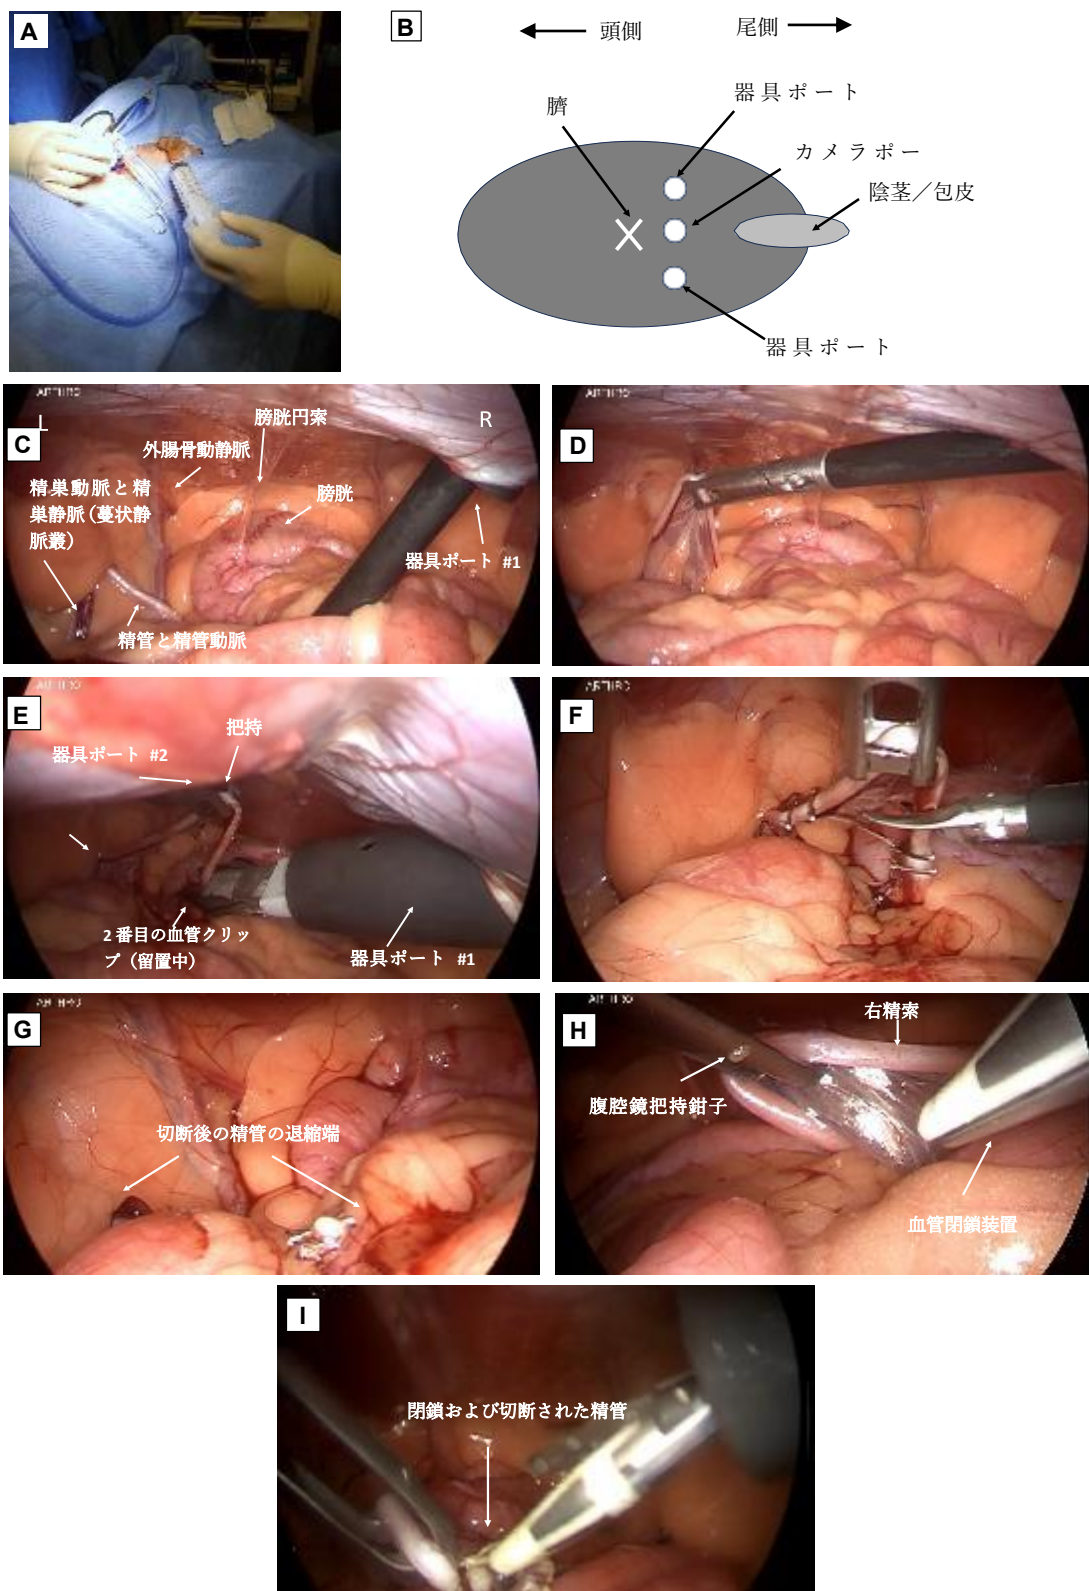 A
B
頭側
尾側
器具ポート
臍
カメラポー
陰茎／包皮
器具ポート
ARTHRO
C
L
R
膀胱円索
外腸骨動静脈
精巣動脈と精
巣静脈(蔓状静
脈叢)
膀胱
器具ポート #1
精管と精管動脈
ARTHRO
D
ARTHRO
E
把持
器具ポート #2
2 番目の血管クリッ
プ（留置中）
器具ポート #1
ARTHRO
F
ARTHRO
G
切断後の精管の退縮端
ARTHRO
H
右精索
腹腔鏡把持鉗子
血管閉鎖装置
I
閉鎖および切断された精管